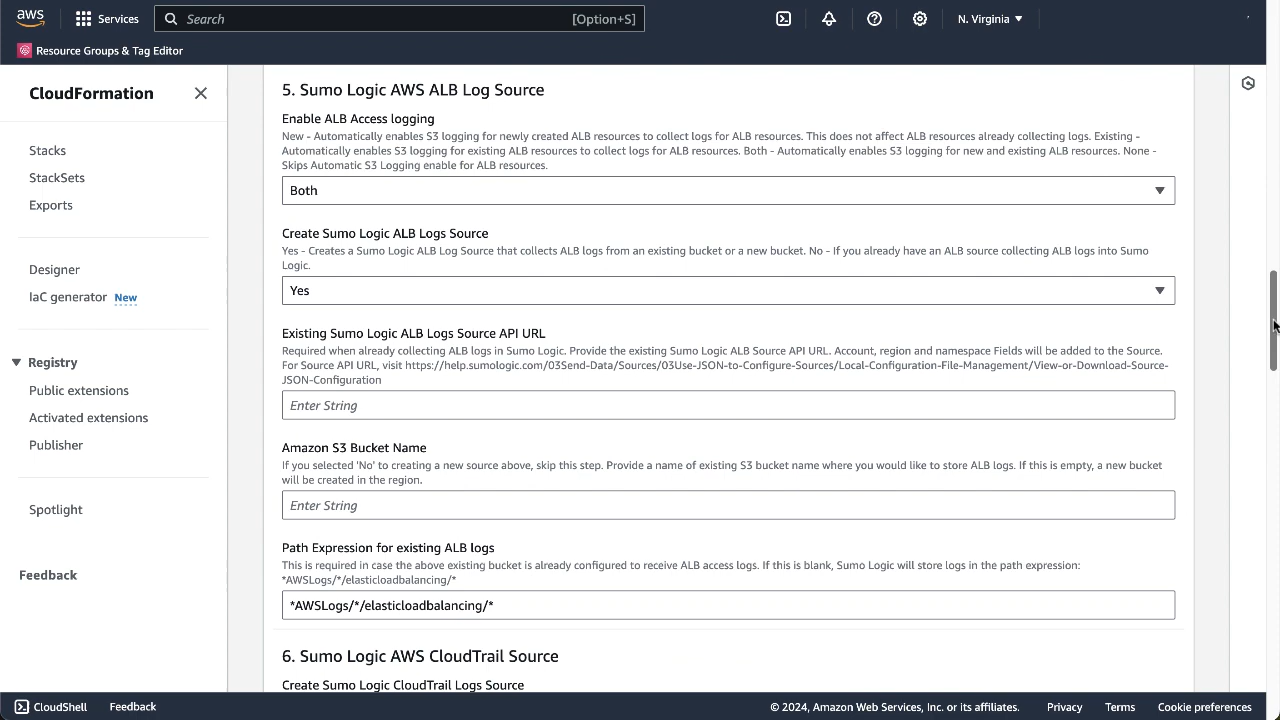 aws
Services
Search
[Option+S]
N. Virginia
Resource Groups & Tag Editor
CloudFormation
Stacks
StackSets
Exports
Designer
IaC generator New
Registry
Public extensions
Activated extensions
Publisher
Spotlight
Feedback
5. Sumo Logic AWS ALB Log Source
Enable ALB Access logging
New - Automatically enables S3 logging for newly created ALB resources to collect logs for ALB resources. This does not affect ALB resources already collecting logs. Existing -
Automatically enables S3 logging for existing ALB resources to collect logs for ALB resources. Both - Automatically enables S3 logging for new and existing ALB resources. None -
Skips Automatic S3 Logging enable for ALB resources.
Both
Create Sumo Logic ALB Logs Source
Yes - Creates a Sumo Logic ALB Log Source that collects ALB logs from an existing bucket or a new bucket. No - If you already have an ALB source collecting ALB logs into Sumo
Logic.
Yes
Existing Sumo Logic ALB Logs Source API URL
Required when already collecting ALB logs in Sumo Logic. Provide the existing Sumo Logic ALB Source API URL. Account, region and namespace Fields will be added to the Source.
For Source API URL, visit https://help.sumologic.com/03Send-Data/Sources/03Use-JSON-to-Configure-Sources/Local-Configuration-File-Management/View-or-Download-Source-
JSON-Configuration
Enter String
Amazon S3 Bucket Name
If you selected 'No' to creating a new source above, skip this step. Provide a name of existing S3 bucket name where you would like to store ALB logs. If this is empty, a new bucket
will be created in the region.
Enter String
Path Expression for existing ALB logs
This is required in case the above existing bucket is already configured to receive ALB access logs. If this is blank, Sumo Logic will store logs in the path expression:
*AWSLogs/*/elasticloadbalancing/*
*AWSLogs/*/elasticloadbalancing/*
6. Sumo Logic AWS CloudTrail Source
Create Sumo Logic CloudTrail Logs Source
CloudShell
Feedback
© 2024, Amazon Web Services, Inc. or its affiliates.
Privacy
Terms
Cookie preferences